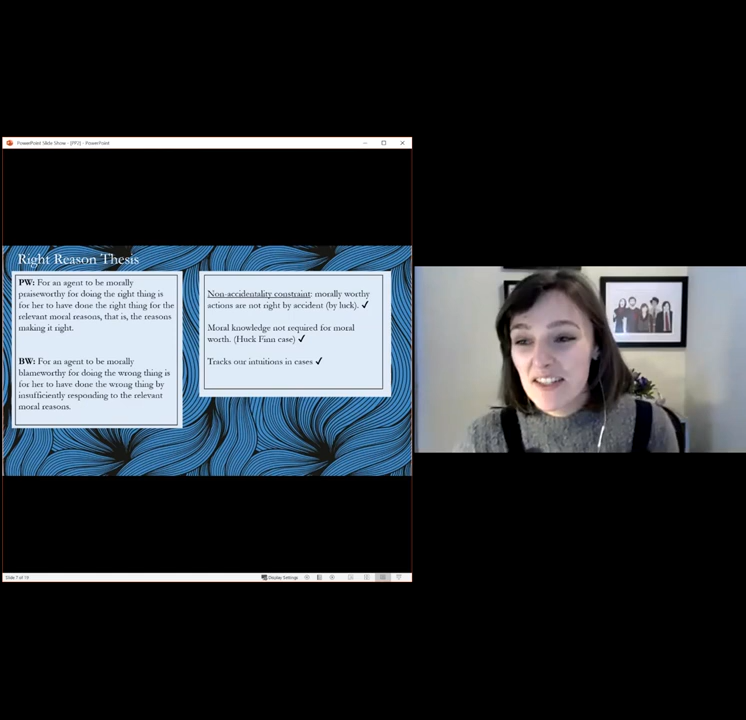 PowerPoint Slide Show - [PP2] - PowerPoint
Right Reason Thesis
PW: For an agent to be morally
praiseworthy for doing the right thing is
for her to have done the right thing for the
relevant moral reasons, that is, the reasons
making it right.
BW: For an agent to be morally
blameworthy for doing the wrong thing is
for her to have done the wrong thing by
insufficiently responding to the relevant
moral reasons.
Non-accidentality constraint: morally worthy
actions are not right by accident (by luck). ✓
Moral knowledge not required for moral
worth. (Huck Finn case) ✓
Tracks our intuitions in cases ✓
Display Settings